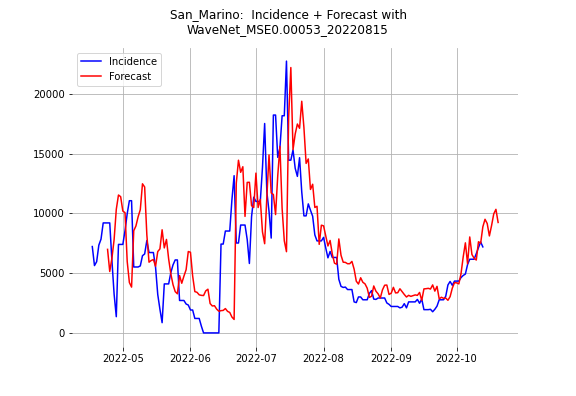 San_Marino:  Incidence + Forecast with
WaveNet_MSE0.00053_20220815
Incidence
Forecast
20000
15000
10000
5000
0
2022-05
2022-06
2022-07
2022-08
2022-09
2022-10